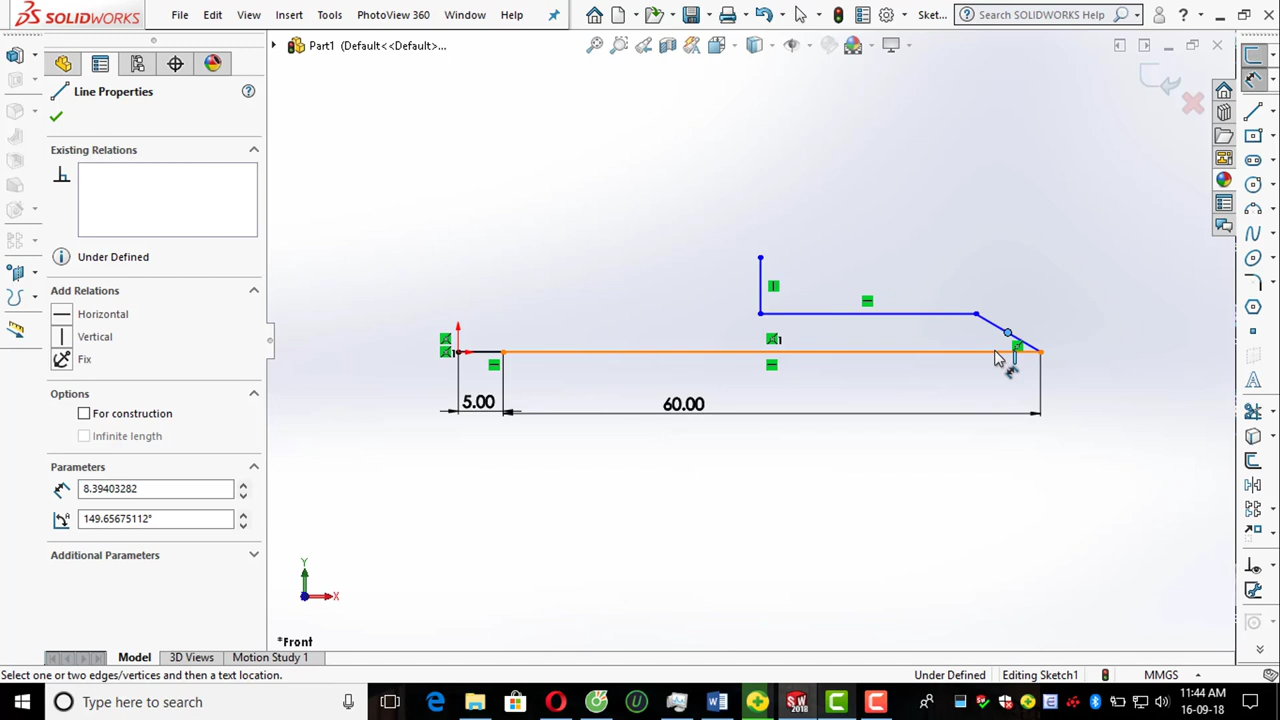 SOLIDWORKS
File Edit View Insert Tools PhotoView 360 Window Help
Sket...
Search SOLIDWORKS Help
Part1 (Default<<Default>...
Line Properties
Existing Relations
Under Defined
Add Relations
Horizontal
Vertical
Fix
Options
For construction
Infinite length
Parameters
8.39403282
149.65675112°
Additional Parameters
1
1
5.00
60.00
Y
X
*Front
Model 3D Views Motion Study 1
Select one or two edges/vertices and then a text location.
Under Defined Editing Sketch1 MMGS
Type here to search
11:44 AM
16-09-18